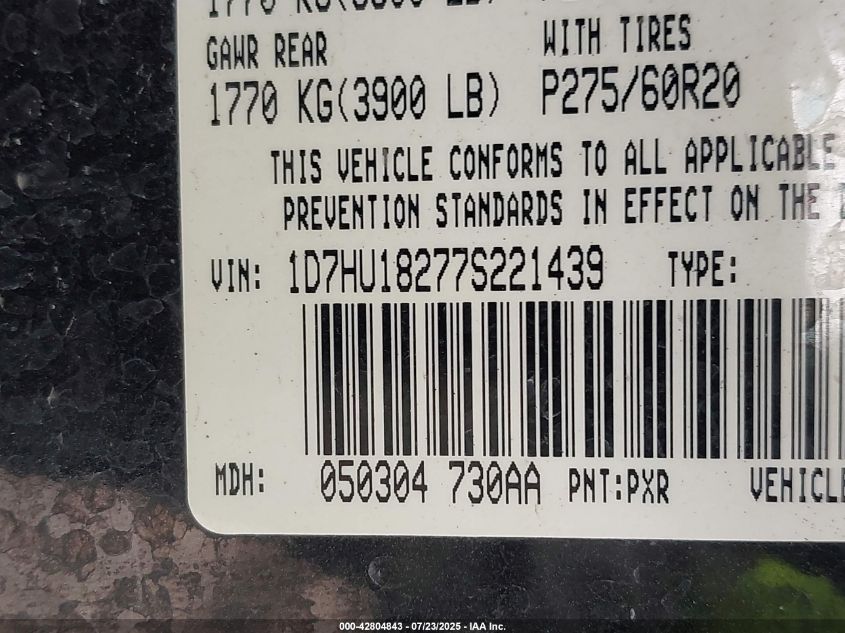 GAWR REAR WITH TIRES
1770 KG(3900 LB) P275/60R20
THIS VEHICLE CONFORMS TO ALL APPLICABLE
PREVENTION STANDARDS IN EFFECT ON THE
VIN: 1D7HU18277S221439 TYPE:
MDH: 050304 730AA PNT:PXR VEHICLE
000-42804843 / 07/23/2025 - IAA Inc.